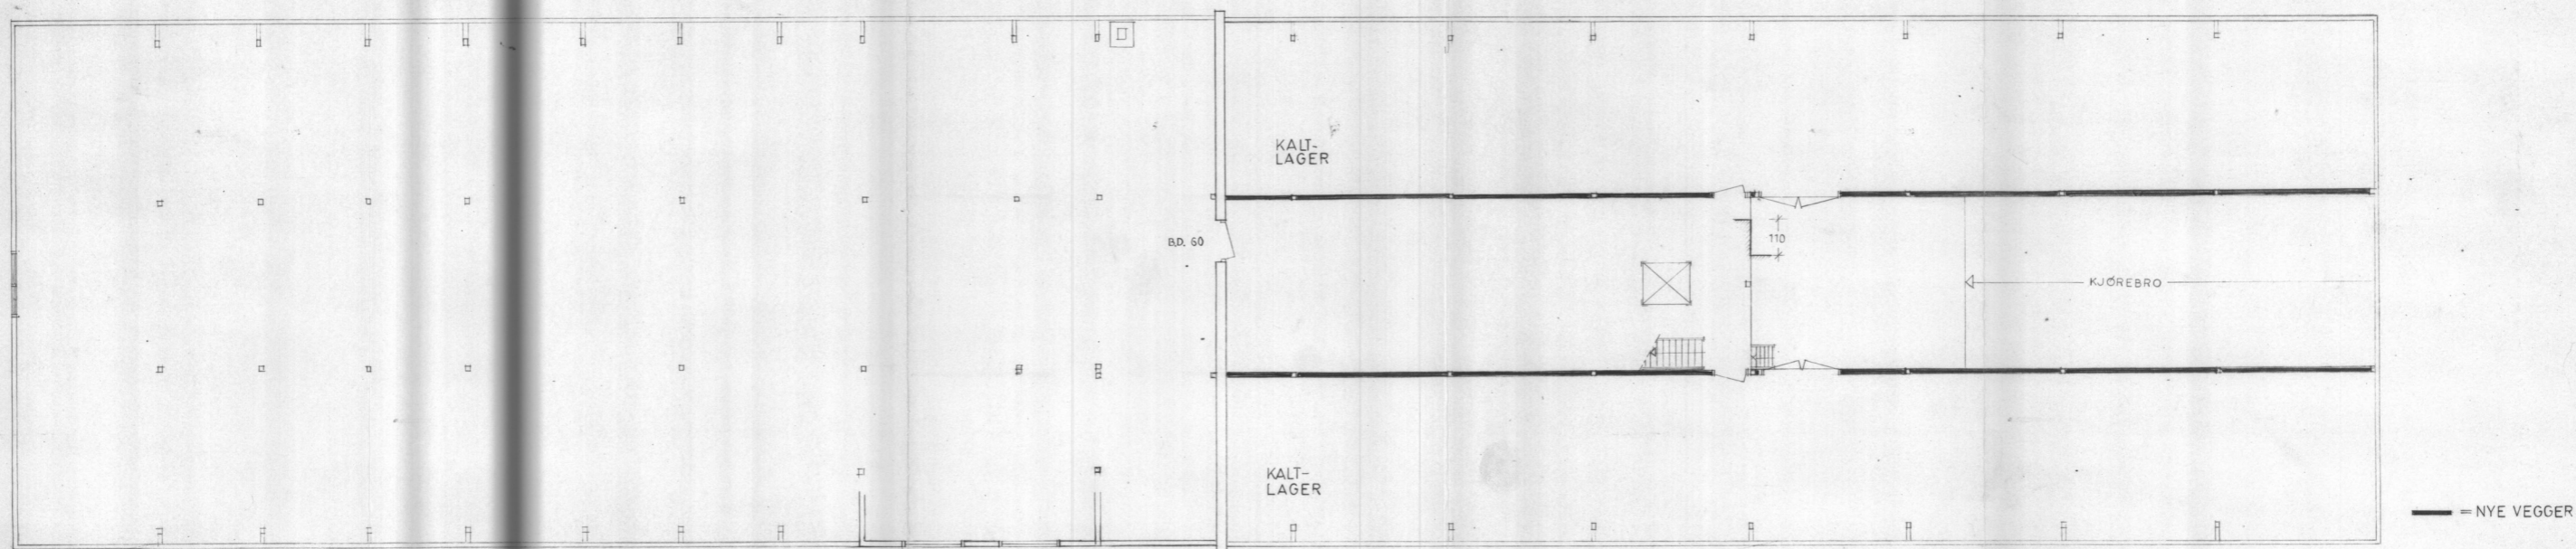 KALT-
LAGER
B.D. 60
110
KJØREBRO
KALT-
LAGER
= NYE VEGGER